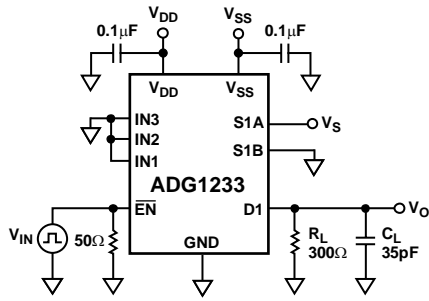 V_DD V_SS
0.1μF 0.1μF
V_DD V_SS
IN3
IN2
IN1
S1A V_S
S1B
ADG1233
E̅N̅ D1 V_O
V_IN
50Ω
GND
R_L
300Ω
C_L
35pF